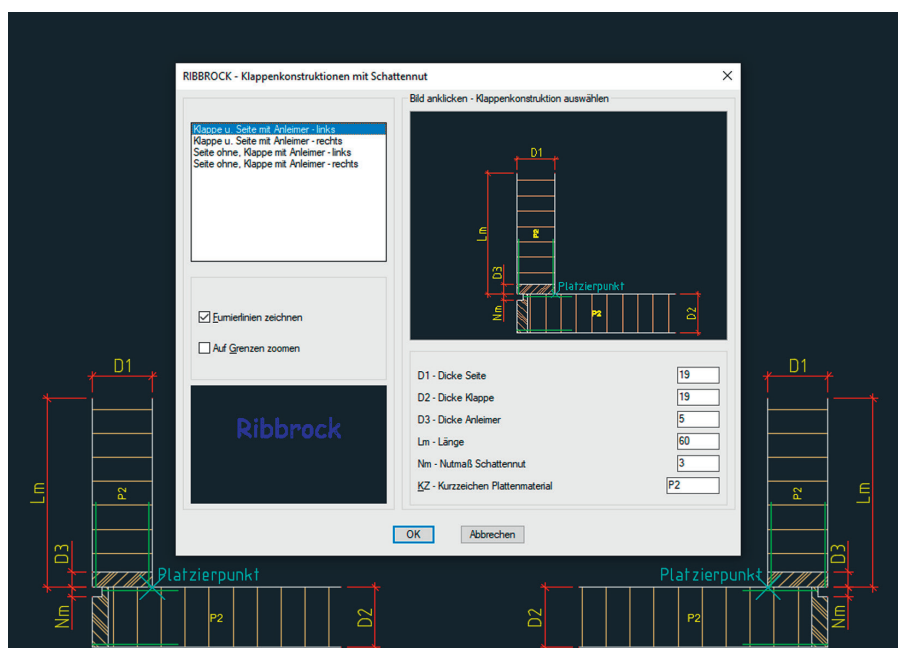 RIBBROCK - Klappenkonstruktionen mit Schattennut
Klappe u. Seite mit Anleimer - links
Klappe u. Seite mit Anleimer - rechts
Seite ohne, Klappe mit Anleimer - links
Seite ohne, Klappe mit Anleimer - rechts
Furnierlinien zeichnen
Auf Grenzen zoomen
Ribbrock
Bild anklicken - Klappenkonstruktion auswählen
D1
Lm
P2
D3
Platzierpunkt
Nm
P2
D2
D1 - Dicke Seite 19
D2 - Dicke Klappe 19
D3 - Dicke Anleimer 5
Lm - Länge 60
Nm - Nutmaß Schattennut 3
KZ - Kurzzeichen Plattenmaterial P2
OK Abbrechen
D1
Lm
P2
D3
Platzierpunkt
Nm
P2
D2
D1
Lm
P2
D3
Platzierpunkt
Nm
P2
D2